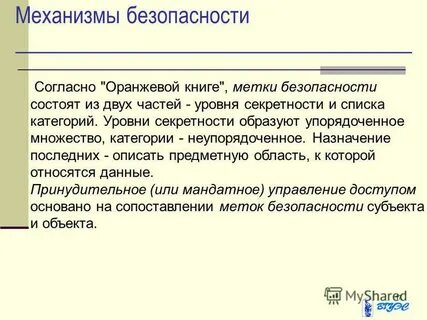 Механизмы безопасности
Согласно "Оранжевой книге", метки безопасности
состоят из двух частей - уровня секретности и списка
категорий. Уровни секретности образуют упорядоченное
множество, категории - неупорядоченное. Назначение
последних - описать предметную область, к которой
относятся данные.
Принудительное (или мандатное) управление доступом
основано на сопоставлении меток безопасности субъекта
и объекта.
MyShared
ВГУЭС